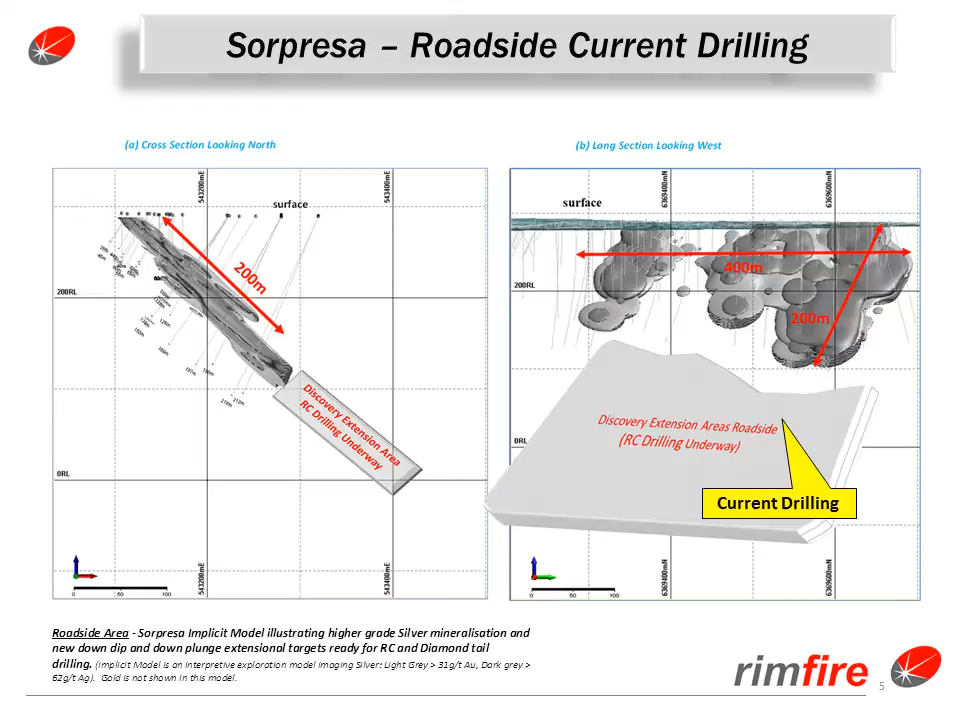 Sorpresa – Roadside Current Drilling
(a) Cross Section Looking North
(b) Long Section Looking West
543200mE
543400mE
surface
200m
200RL
Discovery Extension Area
RC Drilling Underway
0RL
543200mE
543400mE
0 50 100
6369400mN
6369600mN
surface
400m
200RL
200m
Discovery Extension Areas Roadside
(RC Drilling Underway)
0RL
Current Drilling
6369400mN
6369600mN
0 50 100
Roadside Area - Sorpresa Implicit Model illustrating higher grade Silver mineralisation and
new down dip and down plunge extensional targets ready for RC and Diamond tail
drilling. (Implicit Model is an interpretive exploration model imaging Silver: Light Grey > 31g/t Au, Dark grey >
62g/t Ag). Gold is not shown in this model.
rimfire
5